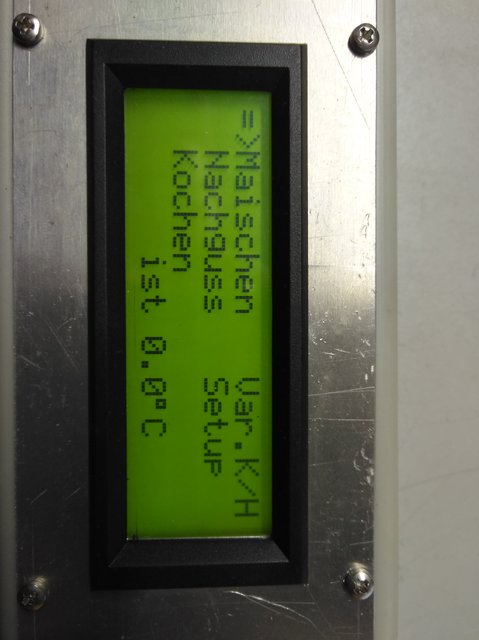 =>Maischen Var.K/H
Nachguss Setup
Kochen
ist 0.0°C